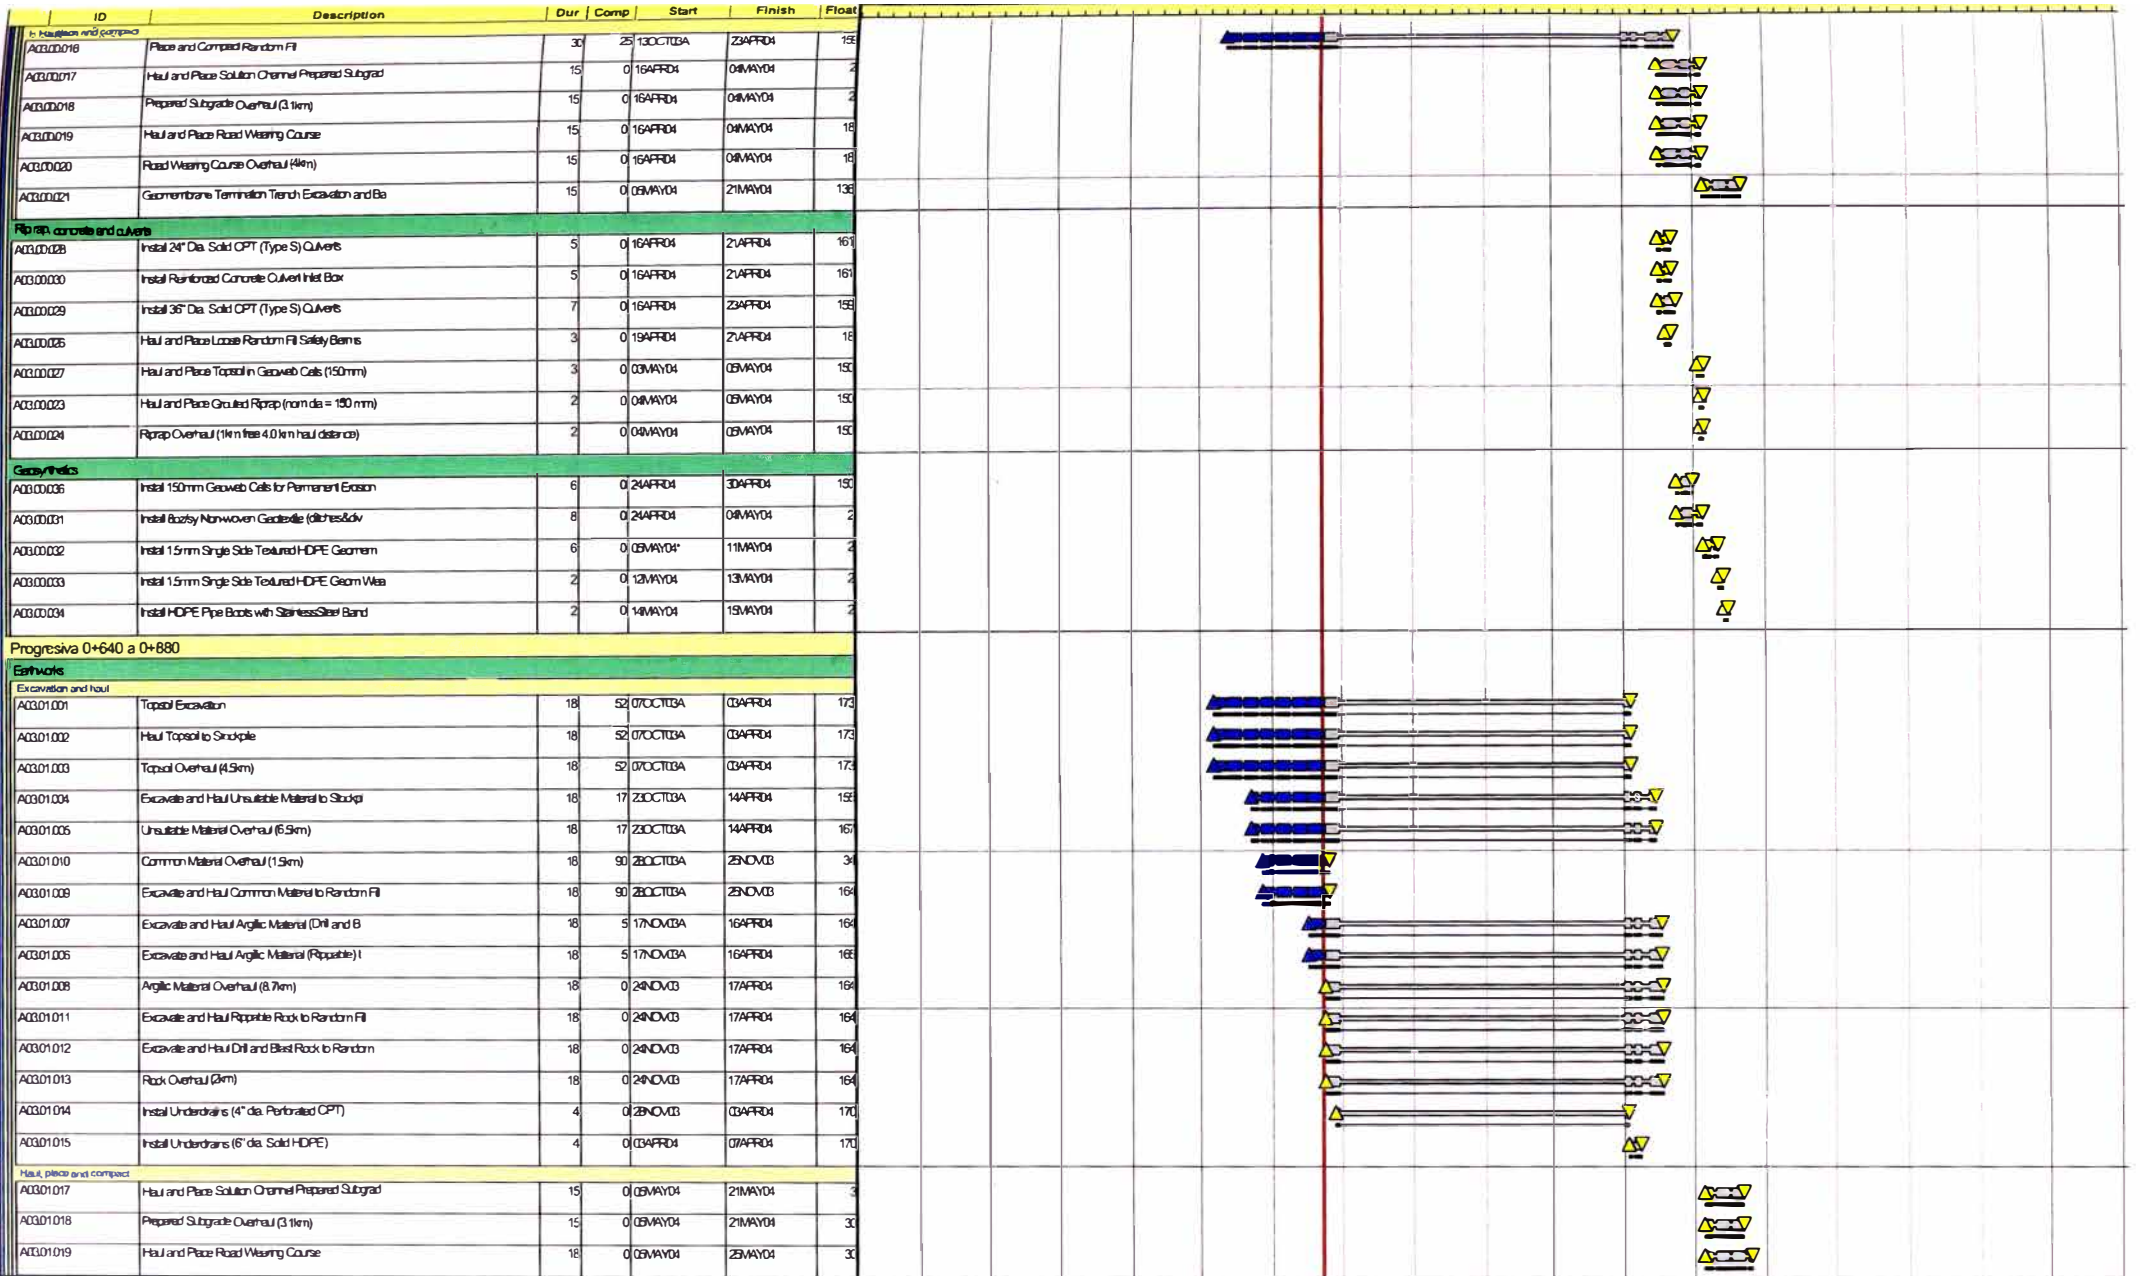 ID Description Dur Comp Start Finish Float
A03.00.016 Place and Compact Random Fil 30 25 13OCT03A 23APR04
A03.00.017 Haul and Place Solution Channel Prepared Subgrad 15 0 16APR04 04MAY04 2
A03.00.018 Prepared Subgrade Overhaul (3.1km) 15 0 16APR04 04MAY04 2
A03.00.019 Haul and Place Road Wearing Course 15 0 16APR04 04MAY04 18
A03.00.020 Road Wearing Course Overhaul (4km) 15 0 16APR04 04MAY04 18
A03.00.021 Geomembrane Termination Trench Excavation and Ba 15 0 05MAY04 21MAY04 136
Rip rap, concrete and culverts
A03.00.028 Install 24" Dia. Solid CPT (Type S) Culverts 5 0 16APR04 21APR04 161
A03.00.030 Install Reinforced Concrete Culvert Inlet Box 5 0 16APR04 21APR04 161
A03.00.029 Install 36" Dia. Solid CPT (Type S) Culverts 7 0 16APR04 23APR04 159
A03.00.026 Haul and Place Loose Random Fil Safety Berms 3 0 19APR04 21APR04 18
A03.00.027 Haul and Place Topsoil in Geoweb Cells (150mm) 3 0 03MAY04 05MAY04 150
A03.00.023 Haul and Place Grouted Riprap (nom dia = 150 mm) 2 0 04MAY04 05MAY04 150
A03.00.024 Riprap Overhaul (1km free 4.0 km haul distance) 2 0 04MAY04 05MAY04 150
Geosynthetics
A03.00.036 Install 150mm Geoweb Cells for Permanent Erosion 6 0 24APR04 30APR04 150
A03.00.031 Install 8oz/sy Non-woven Geotextile (ditches&div 8 0 24APR04 04MAY04 2
A03.00.032 Install 1.5mm Single Side Textured HDPE Geomem 6 0 05MAY04* 11MAY04 2
A03.00.033 Install 1.5mm Single Side Textured HDPE Geom Wea 2 0 12MAY04 13MAY04 2
A03.00.034 Install HDPE Pipe Boots with Stainless Steel Band 2 0 14MAY04 15MAY04 2
Progresiva 0+640 a 0+880
Earthworks
Excavation and haul
A03.01.001 Topsoil Excavation 18 52 07OCT03A 03APR04 173
A03.01.002 Haul Topsoil to Stockpile 18 52 07OCT03A 03APR04 173
A03.01.003 Topsoil Overhaul (4.5km) 18 52 07OCT03A 03APR04 173
A03.01.004 Excavate and Haul Unsuitable Material to Stockpi 18 17 23OCT03A 14APR04
A03.01.005 Unsuitable Material Overhaul (6.5km) 18 17 23OCT03A 14APR04 167
A03.01.010 Common Material Overhaul (1.5km) 18 90 28OCT03A 25NOV03 34
A03.01.009 Excavate and Haul Common Material to Random Fil 18 90 28OCT03A 25NOV03 164
A03.01.007 Excavate and Haul Argillic Material (Drill and B 18 5 17NOV03A 16APR04 164
A03.01.006 Excavate and Haul Argillic Material (Rippable) t 18 5 17NOV03A 16APR04
A03.01.008 Argillic Material Overhaul (8.7km) 18 0 24NOV03 17APR04 164
A03.01.011 Excavate and Haul Rippable Rock to Random Fil 18 0 24NOV03 17APR04 164
A03.01.012 Excavate and Haul Drill and Blast Rock to Random 18 0 24NOV03 17APR04 164
A03.01.013 Rock Overhaul (2km) 18 0 24NOV03 17APR04 164
A03.01.014 Install Underdrains (4" dia. Perforated CPT) 4 0 28NOV03 03APR04 170
A03.01.015 Install Underdrains (6" dia. Solid HDPE) 4 0 03APR04 07APR04 170
Haul, place and compact
A03.01.017 Haul and Place Solution Channel Prepared Subgrad 15 0 05MAY04 21MAY04 3
A03.01.018 Prepared Subgrade Overhaul (3.1km) 15 0 05MAY04 21MAY04 30
A03.01.019 Haul and Place Road Wearing Course 18 0 05MAY04 25MAY04 30